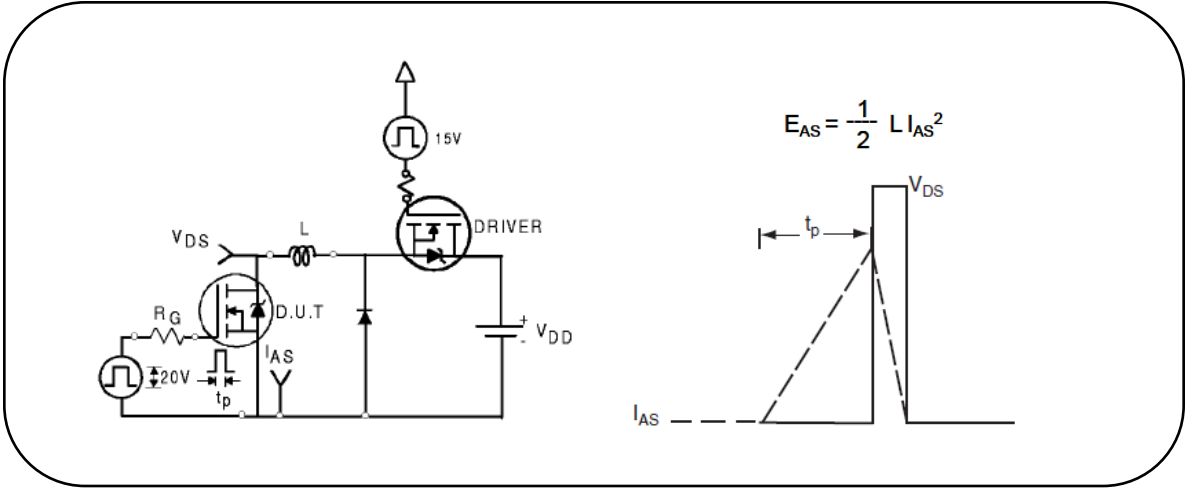 15V
DRIVER
VDS
L
D.U.T
RG
20V
tp
IAS
+
-
VDD
EAS = 1/2 L IAS²
VDS
tp
IAS